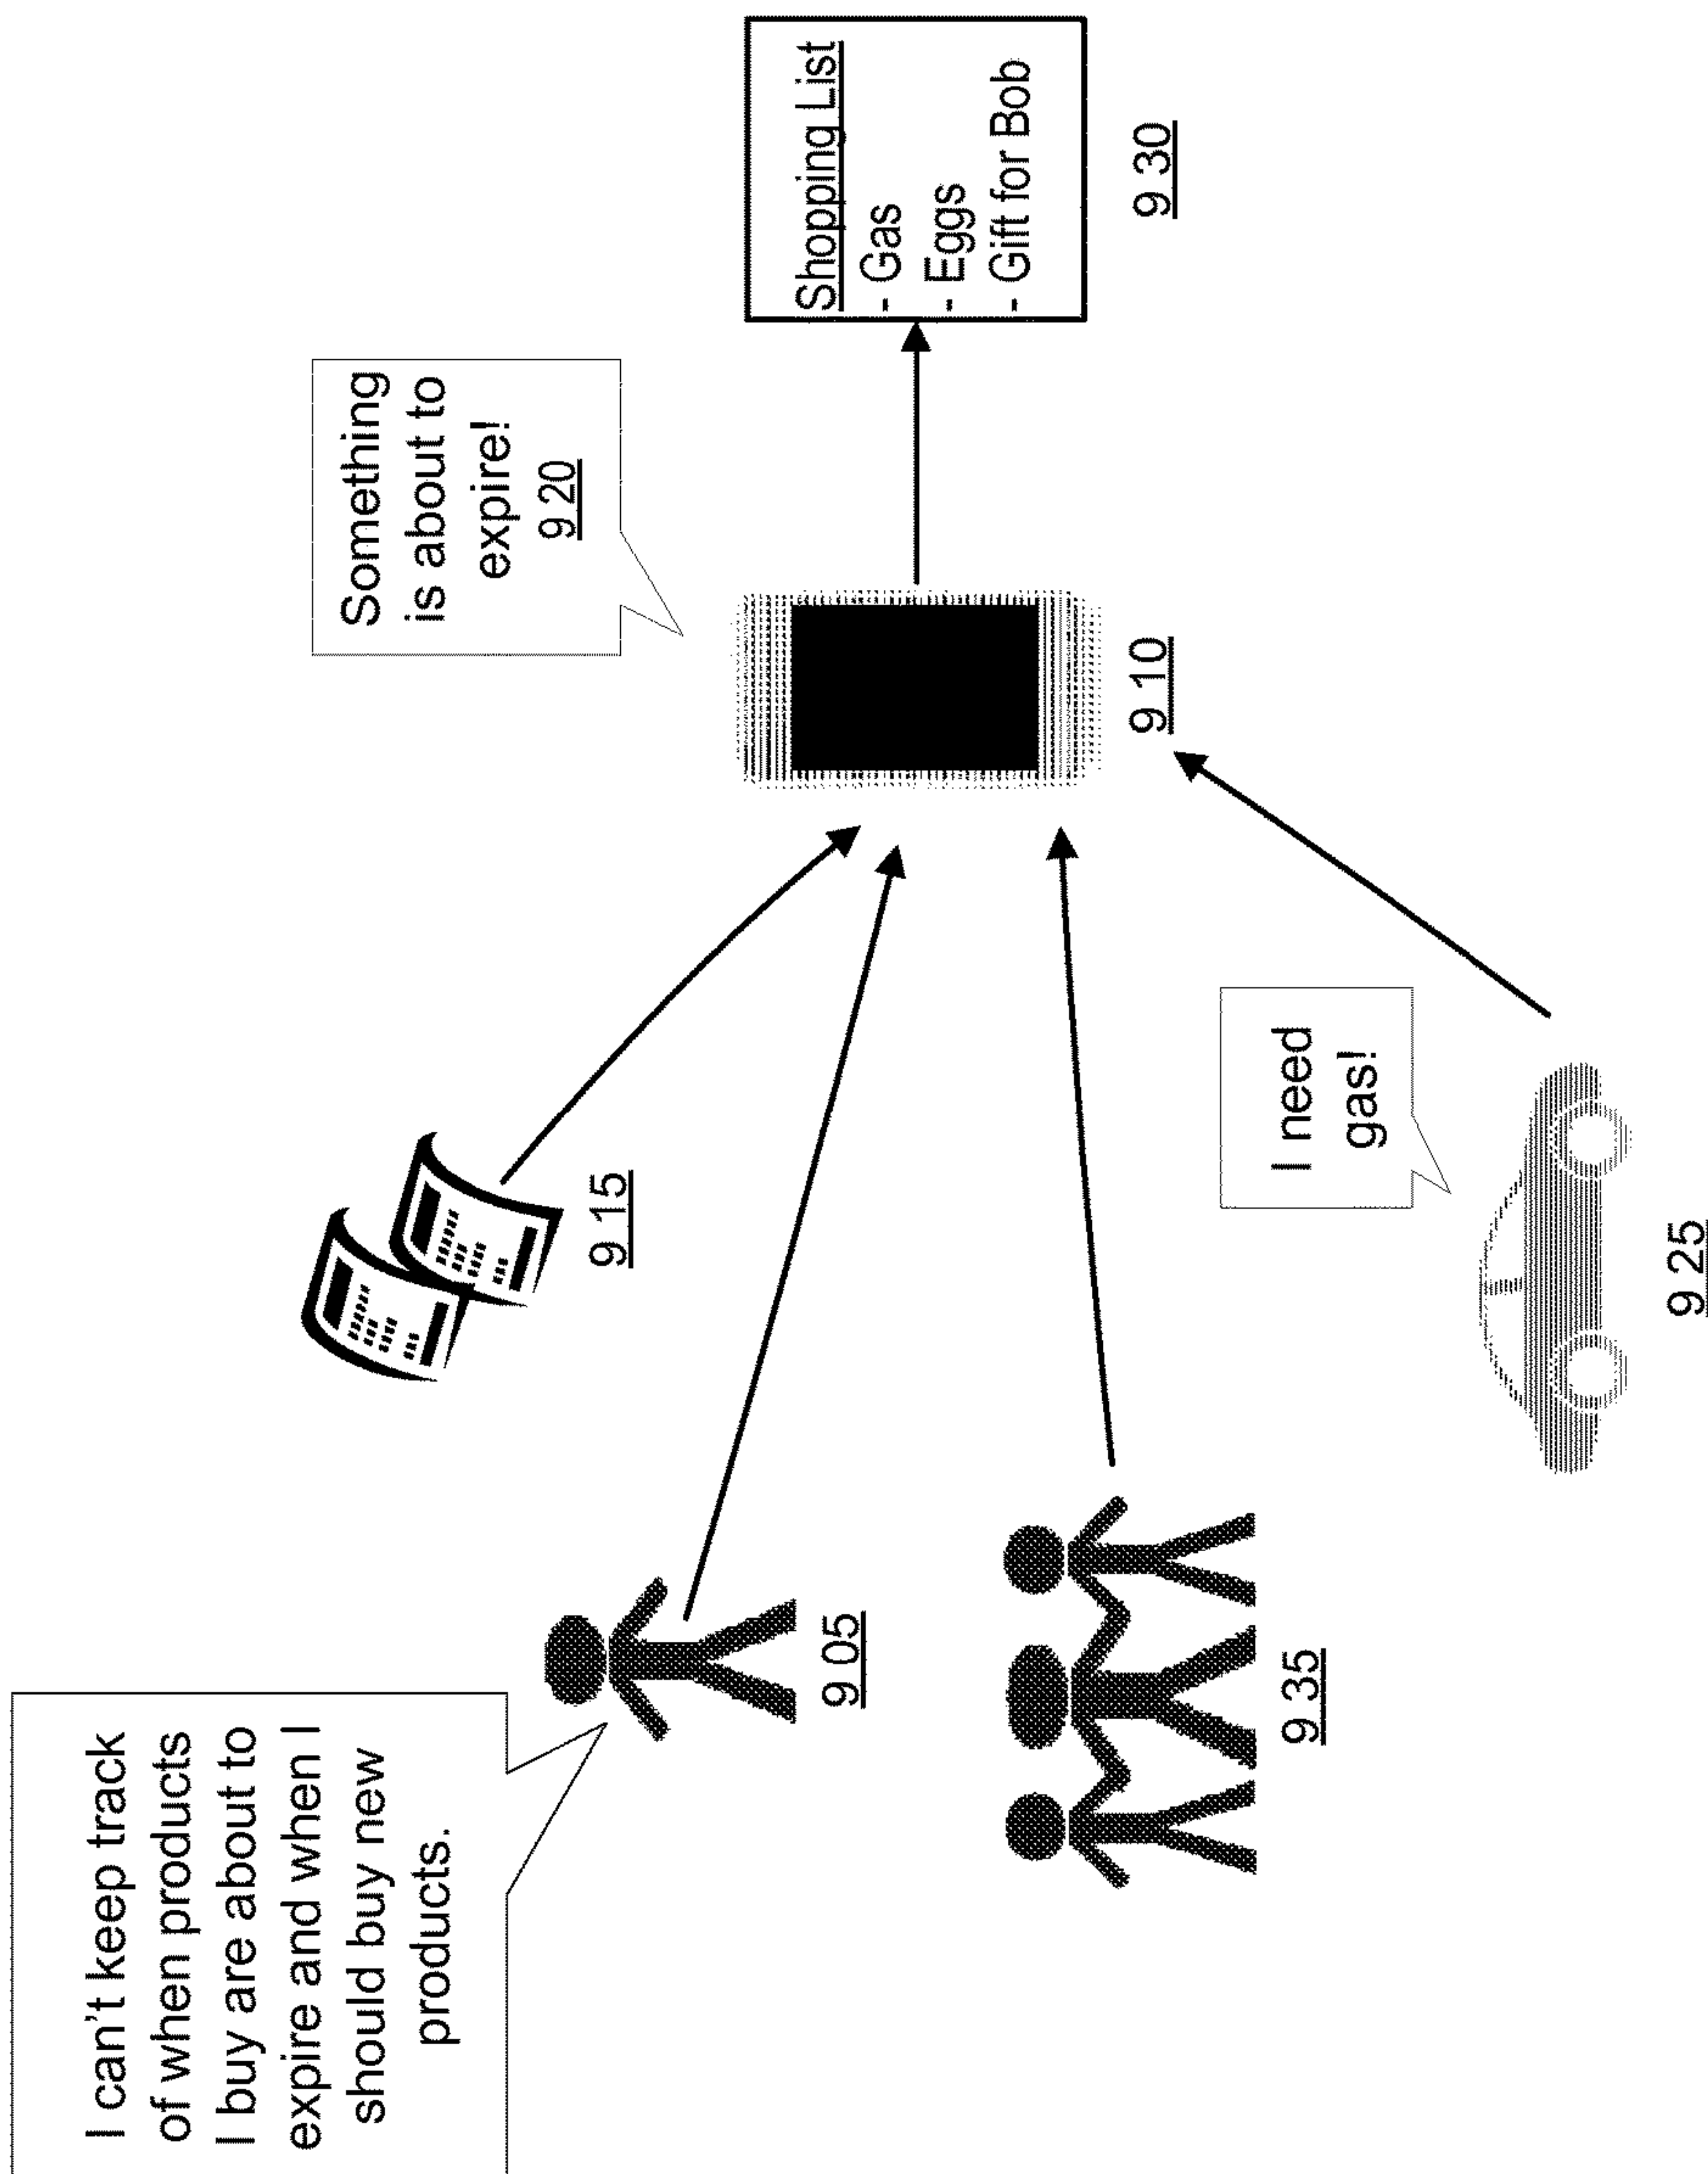 I can't keep track
of when products
I buy are about to
expire and when I
should buy new
products.
9 05
9 15
Something
is about to
expire!
9 20
9 10
Shopping List
- Gas
- Eggs
- Gift for Bob
9 30
9 35
I need
gas!
9 25